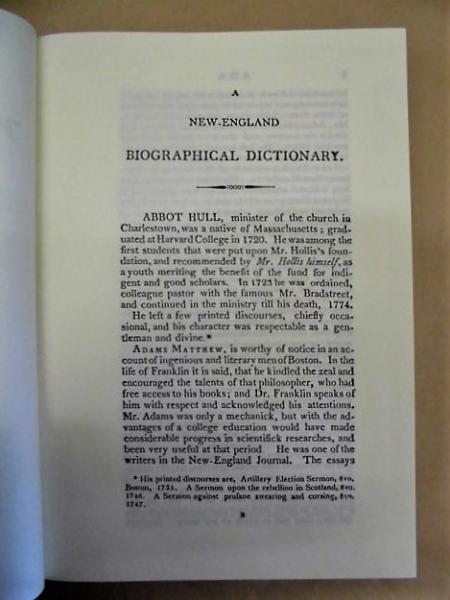 A
NEW-ENGLAND
BIOGRAPHICAL DICTIONARY.
ABBOT HULL, minister of the church in
Charlestown, was a native of Massachusetts; grad-
uated at Harvard College in 1720. He was among the
first students that were put upon Mr. Hollis's foun-
dation, and recommended by Mr. Hollis himself, as
a youth meriting the benefit of the fund for indi-
gent and good scholars. In 1723 he was ordained,
colleague pastor with the famous Mr. Bradstreet,
and continued in the ministry till his death, 1774.
He left a few printed discourses, chiefly occa-
sional, and his character was respectable as a gen-
tleman and divine.*
ADAMS MATTHEW, is worthy of notice in an ac-
count of ingenious and literary men of Boston. In the
life of Franklin it is said, that he kindled the zeal and
encouraged the talents of that philosopher, who had
free access to his books; and Dr. Franklin speaks of
him with respect and acknowledged his attentions.
Mr. Adams was only a mechanick, but with the ad-
vantages of a college education would have made
considerable progress in scientifick researches, and
been very useful at that period He was one of the
writers in the New-England Journal. The essays
* His printed discourses are, Artillery Election Sermon, 8vo.
Boston, 1735. A Sermon upon the rebellion in Scotland, 8vo.
1746. A Sermon against profane swearing and cursing, 8vo.
1747.